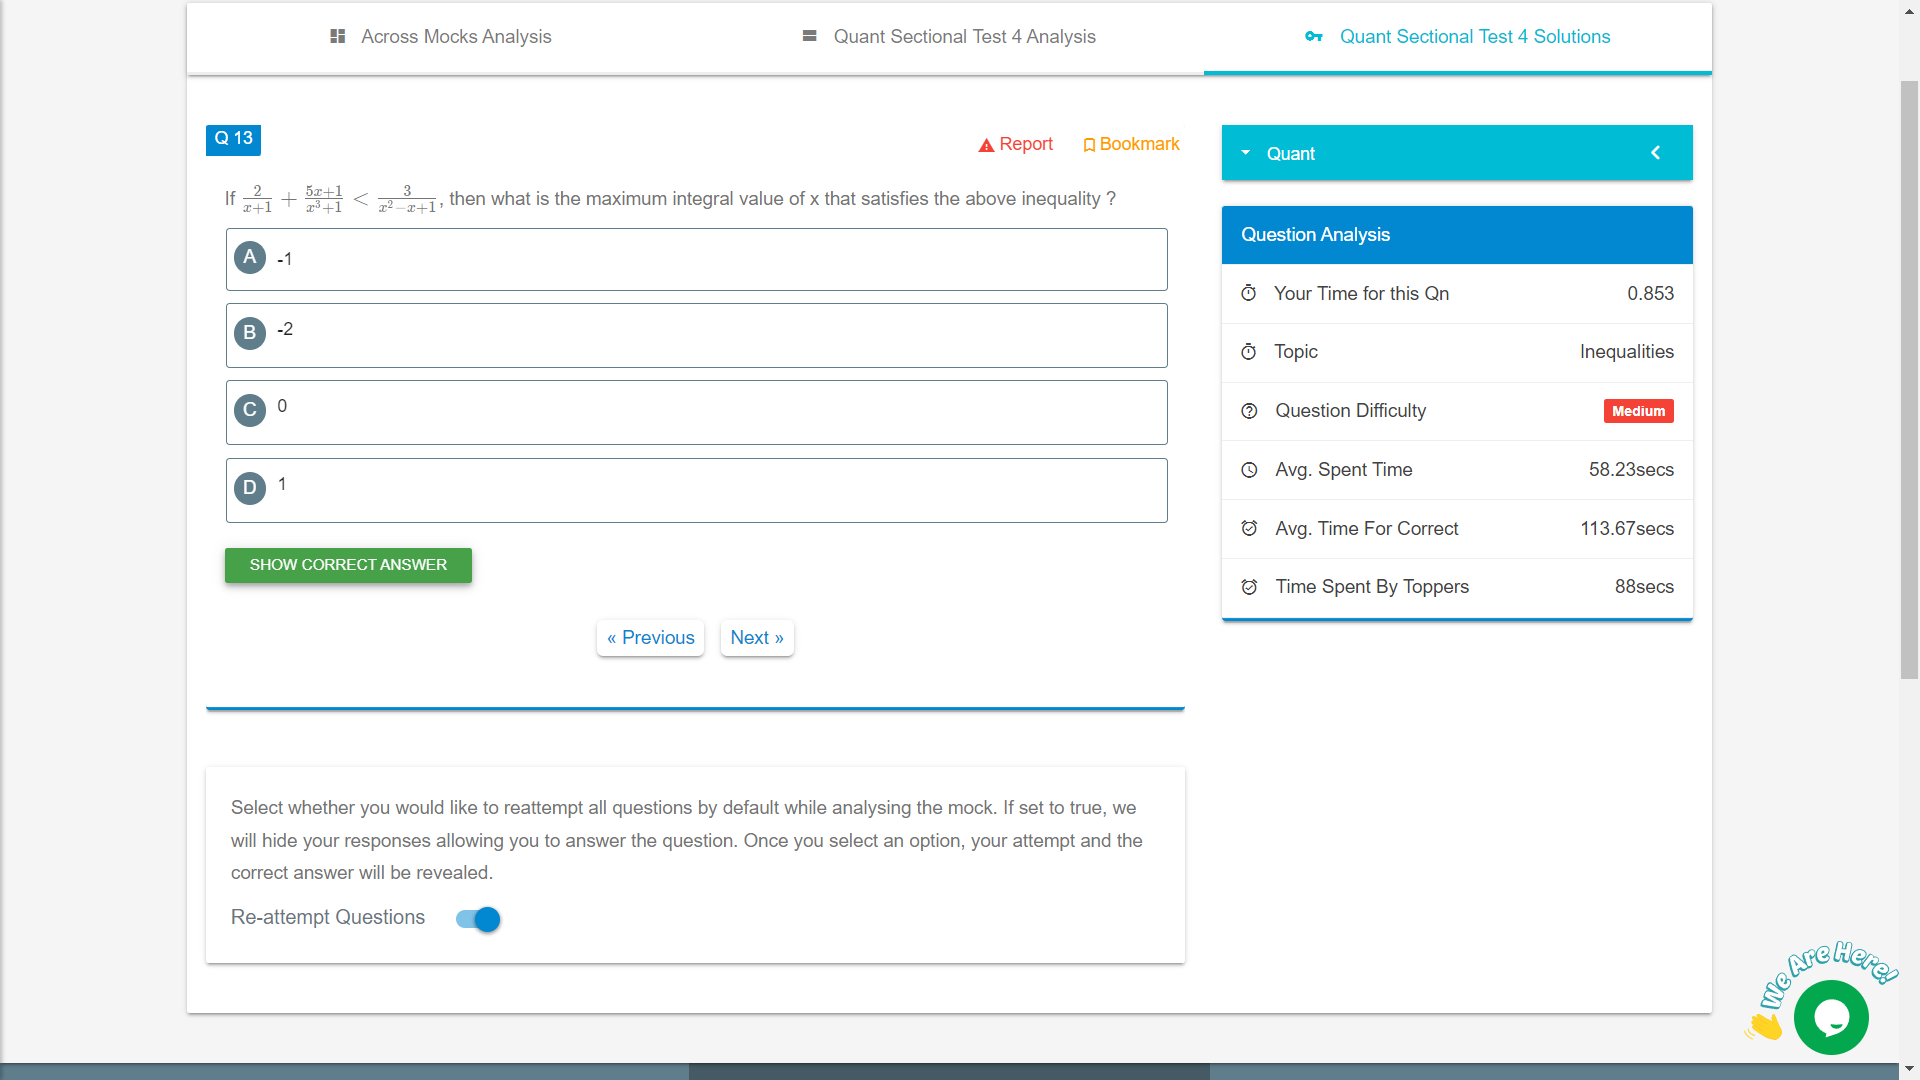 Across Mocks Analysis
Quant Sectional Test 4 Analysis
Quant Sectional Test 4 Solutions
Q 13
Report
Bookmark
If 2/(x+1) + (5x+1)/(x³+1) < 3/(x²−x+1), then what is the maximum integral value of x that satisfies the above inequality ?
A -1
B -2
C 0
D 1
SHOW CORRECT ANSWER
« Previous
Next »
Quant
Question Analysis
Your Time for this Qn 0.853
Topic Inequalities
Question Difficulty Medium
Avg. Spent Time 58.23secs
Avg. Time For Correct 113.67secs
Time Spent By Toppers 88secs
Select whether you would like to reattempt all questions by default while analysing the mock. If set to true, we
will hide your responses allowing you to answer the question. Once you select an option, your attempt and the
correct answer will be revealed.
Re-attempt Questions
We Are Here!